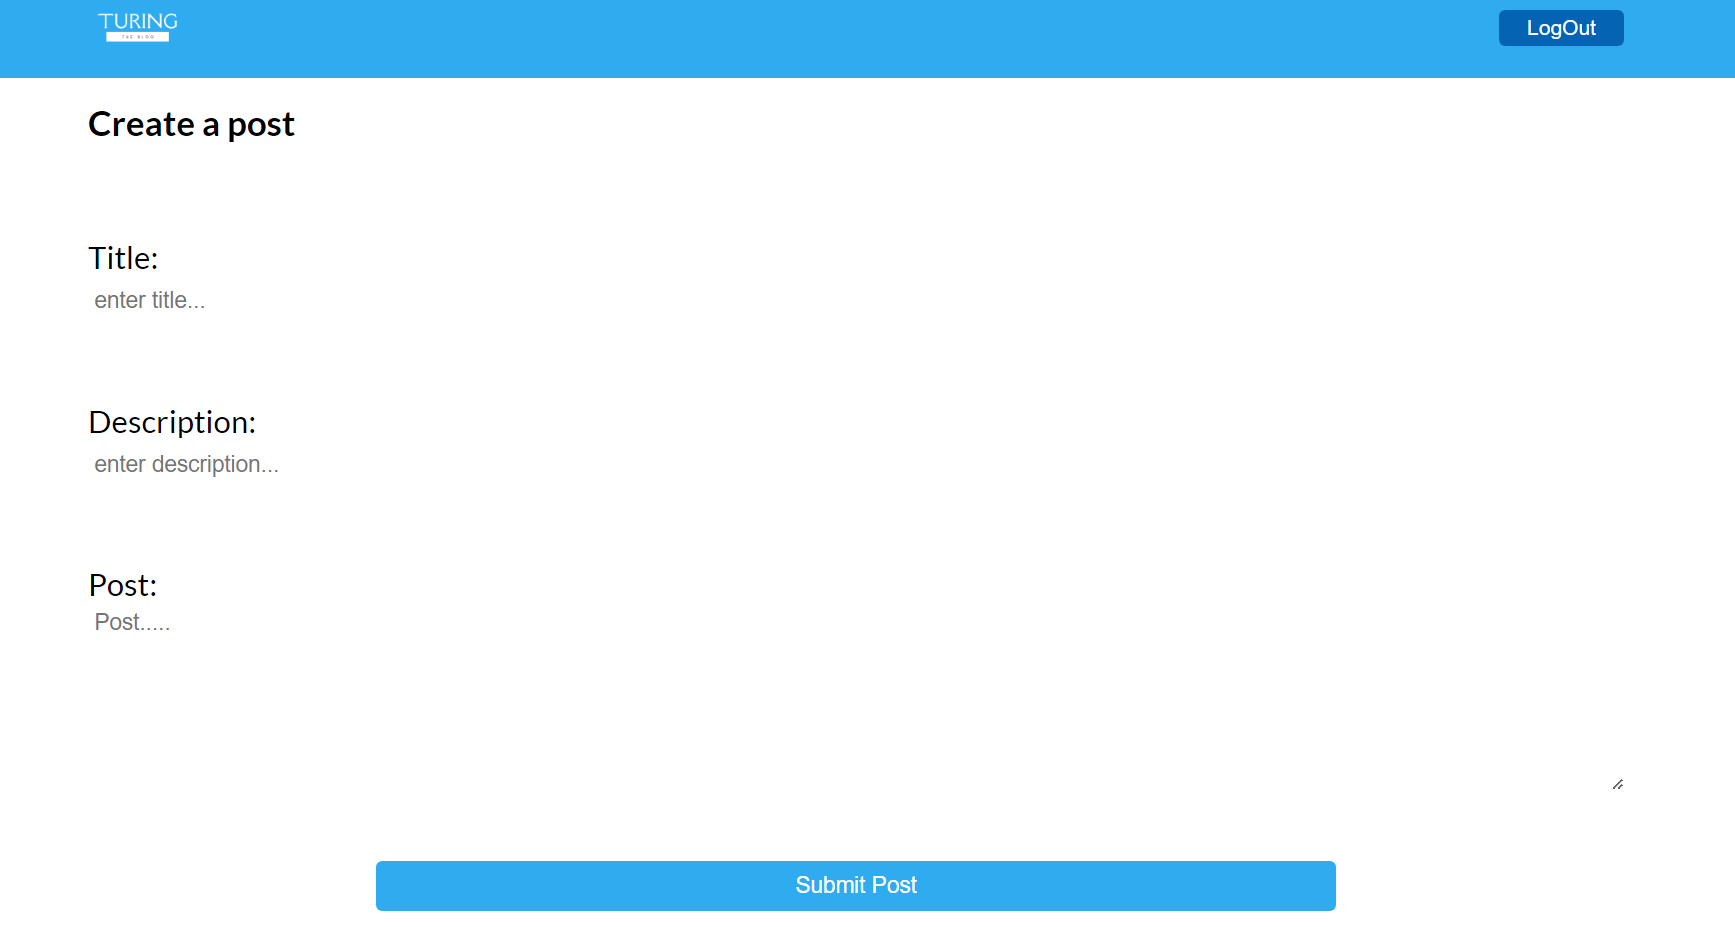 TURING
THE BLOG
LogOut
Create a post
Title:
enter title...
Description:
enter description...
Post:
Post.....
Submit Post